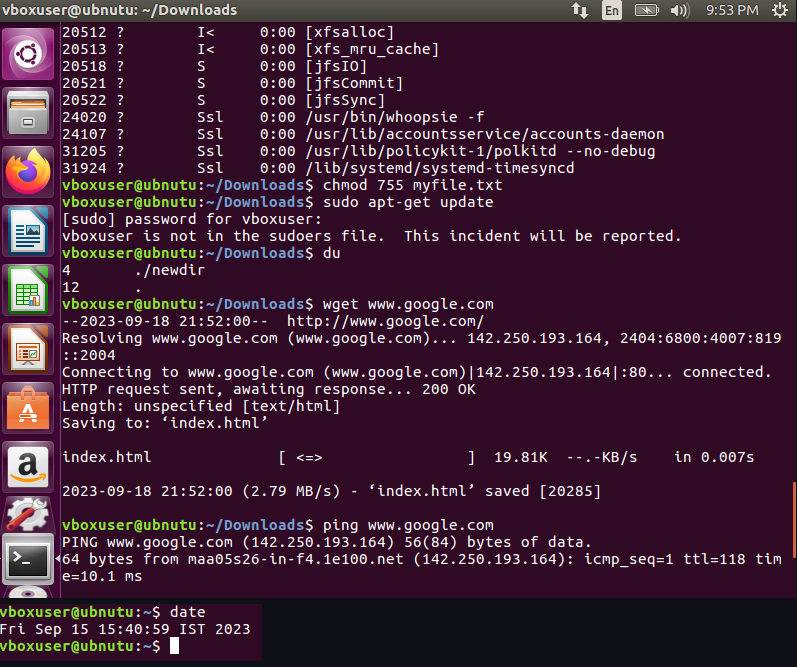 vboxuser@ubnutu: ~/Downloads En 9:53 PM
20512 ? I< 0:00 [xfsalloc]
20513 ? I< 0:00 [xfs_mru_cache]
20518 ? S 0:00 [jfsIO]
20521 ? S 0:00 [jfsCommit]
20522 ? S 0:00 [jfsSync]
24020 ? Ssl 0:00 /usr/bin/whoopsie -f
24107 ? Ssl 0:00 /usr/lib/accountsservice/accounts-daemon
31205 ? Ssl 0:00 /usr/lib/policykit-1/polkitd --no-debug
31924 ? Ssl 0:00 /lib/systemd/systemd-timesyncd
vboxuser@ubnutu:~/Downloads$ chmod 755 myfile.txt
vboxuser@ubnutu:~/Downloads$ sudo apt-get update
[sudo] password for vboxuser:
vboxuser is not in the sudoers file.  This incident will be reported.
vboxuser@ubnutu:~/Downloads$ du
4 ./newdir
12 .
vboxuser@ubnutu:~/Downloads$ wget www.google.com
--2023-09-18 21:52:00--  http://www.google.com/
Resolving www.google.com (www.google.com)... 142.250.193.164, 2404:6800:4007:819
::2004
Connecting to www.google.com (www.google.com)|142.250.193.164|:80... connected.
HTTP request sent, awaiting response... 200 OK
Length: unspecified [text/html]
Saving to: ‘index.html’
index.html [ <=> ] 19.81K --.-KB/s in 0.007s
2023-09-18 21:52:00 (2.79 MB/s) - ‘index.html’ saved [20285]
vboxuser@ubnutu:~/Downloads$ ping www.google.com
PING www.google.com (142.250.193.164) 56(84) bytes of data.
64 bytes from maa05s26-in-f4.1e100.net (142.250.193.164): icmp_seq=1 ttl=118 tim
e=10.1 ms
vboxuser@ubnutu:~$ date
Fri Sep 15 15:40:59 IST 2023
vboxuser@ubnutu:~$